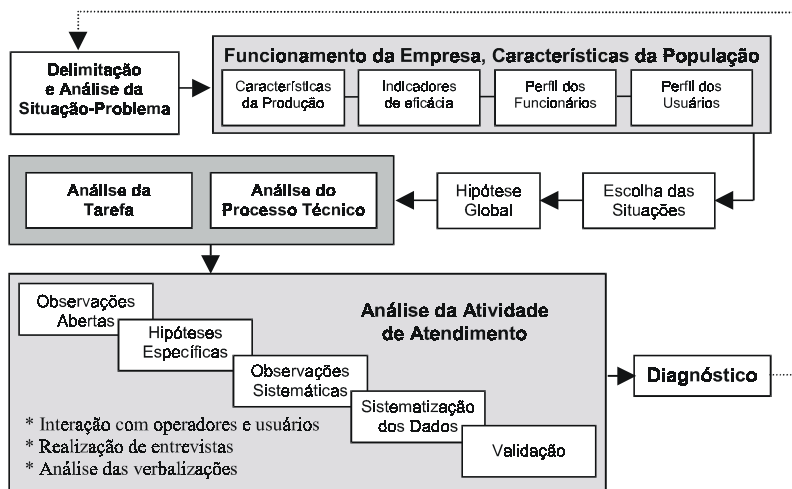 Delimitação
e Análise da
Situação-Problema
Funcionamento da Empresa, Características da População
Características
da Produção
Indicadores
de eficácia
Perfil dos
Funcionários
Perfil dos
Usuários
Análise da
Tarefa
Análise do
Processo Técnico
Hipótese
Global
Escolha das
Situações
Análise da Atividade
de Atendimento
Observações
Abertas
Hipóteses
Específicas
Observações
Sistemáticas
Sistematização
dos Dados
Validação
* Interação com operadores e usuários
* Realização de entrevistas
* Análise das verbalizações
Diagnóstico